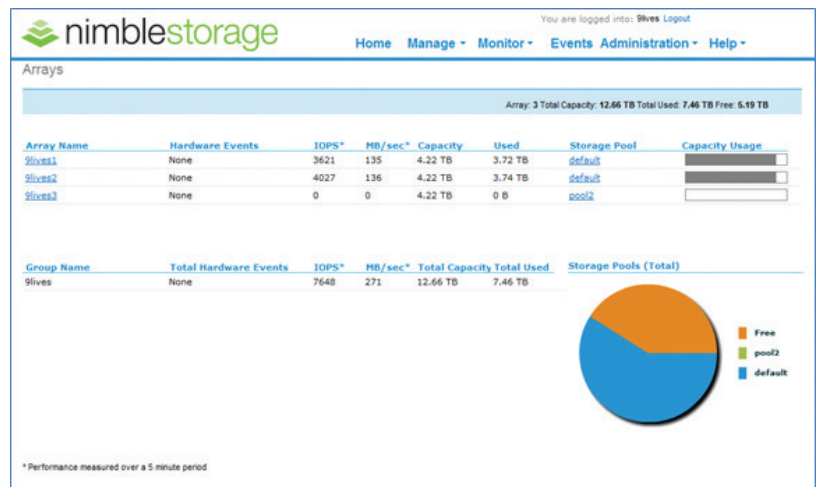 nimblestorage
You are logged into: 9lives Logout
Home Manage Monitor Events Administration Help
Arrays
Array: 3 Total Capacity: 12.66 TB Total Used: 7.46 TB Free: 5.19 TB
Array Name Hardware Events IOPS* MB/sec* Capacity Used Storage Pool Capacity Usage
9lives1 None 3621 135 4.22 TB 3.72 TB default
9lives2 None 4027 136 4.22 TB 3.74 TB default
9lives3 None 0 0 4.22 TB 0 B pool2
Group Name Total Hardware Events IOPS* MB/sec* Total Capacity Total Used Storage Pools (Total)
9lives None 7648 271 12.66 TB 7.46 TB
Free
pool2
default
* Performance measured over a 5 minute period